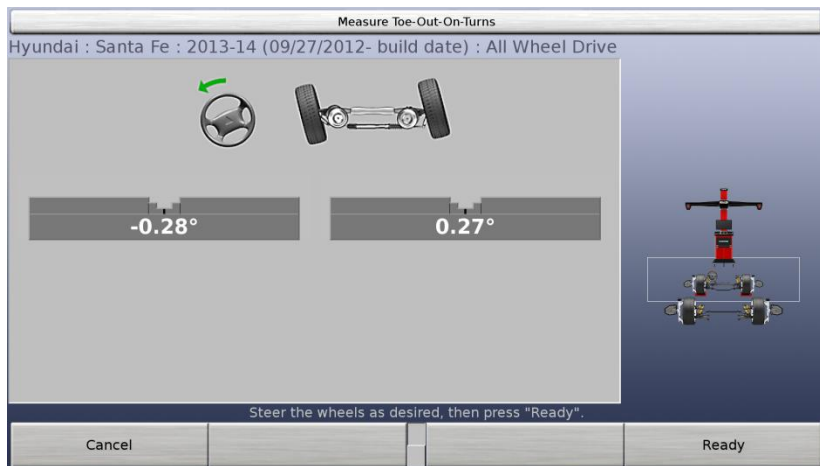 Measure Toe-Out-On-Turns
Hyundai : Santa Fe : 2013-14 (09/27/2012- build date) : All Wheel Drive
-0.28° 0.27°
Steer the wheels as desired, then press "Ready".
Cancel Ready